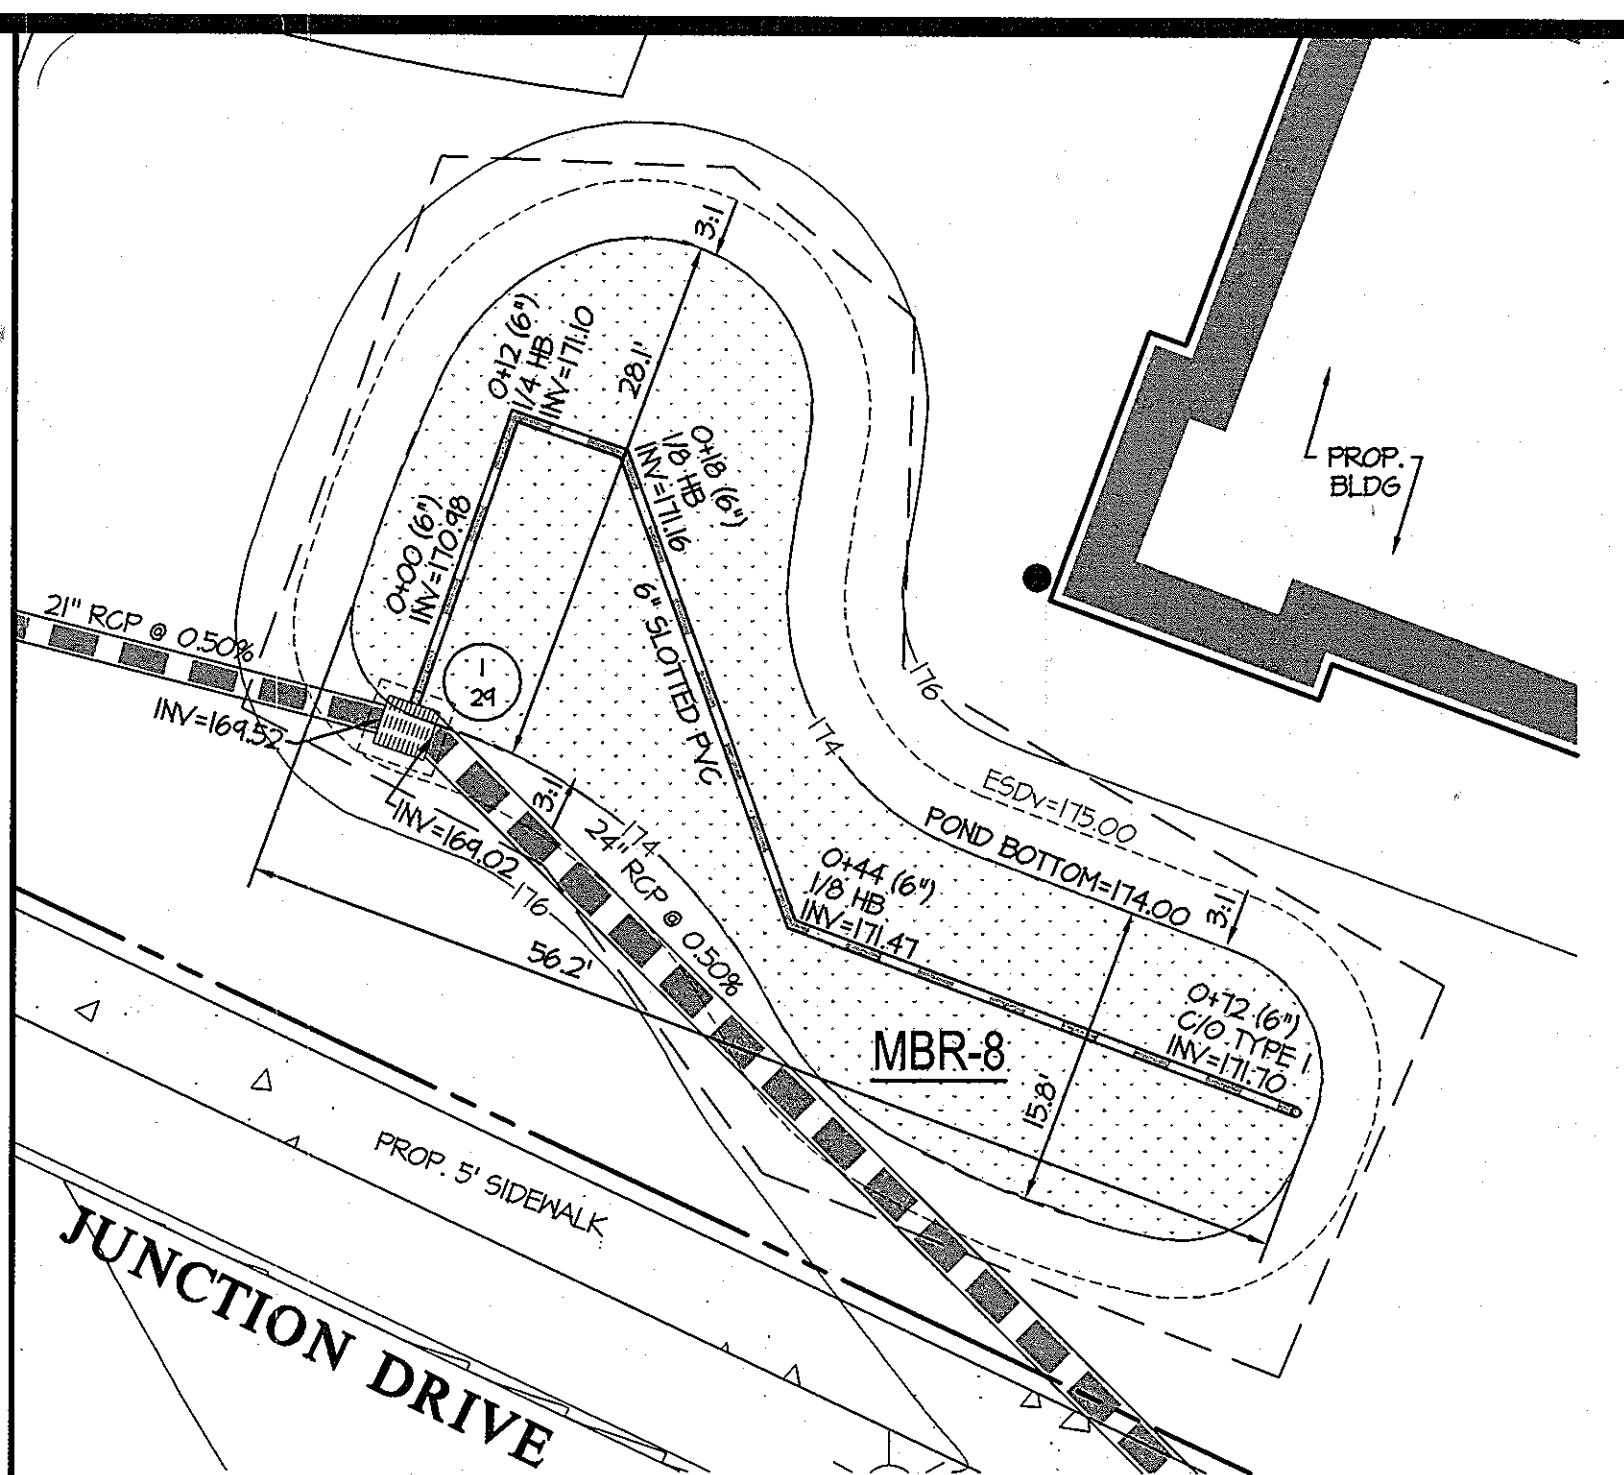 3:1
0+12 (6")
1/4 HB
INV=171.10
28.1'
0+18 (6")
1/8 HB
INV=171.16
PROP.
BLDG
0+00 (6")
INV=170.98
21" RCP @ 0.50%
INV=169.52
1
29
6" SLOTTED PVC
176
174
ESDv=175.00
POND BOTTOM=174.00
3:1
3:1
INV=169.02
174
24" RCP @ 0.50%
176
0+44 (6")
1/8 HB
INV=171.47
56.2'
0+72 (6")
C/O TYPE 1
INV=171.70
MBR-8
15.8'
PROP. 5' SIDEWALK
JUNCTION DRIVE